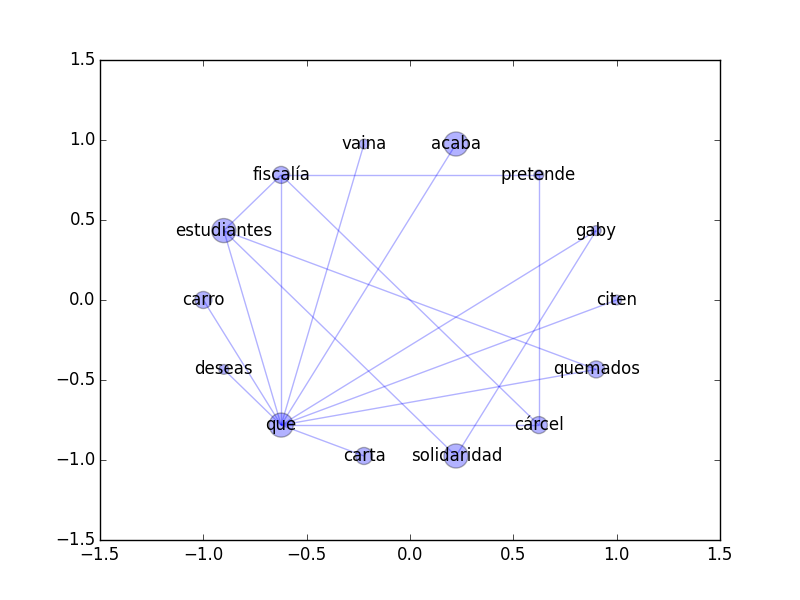 1.5
1.0
0.5
0.0
−0.5
−1.0
−1.5
vaina acaba
fiscalía pretende
estudiantes gaby
carro citen
deseas quemados
que cárcel
carta solidaridad
−1.5 −1.0 −0.5 0.0 0.5 1.0 1.5